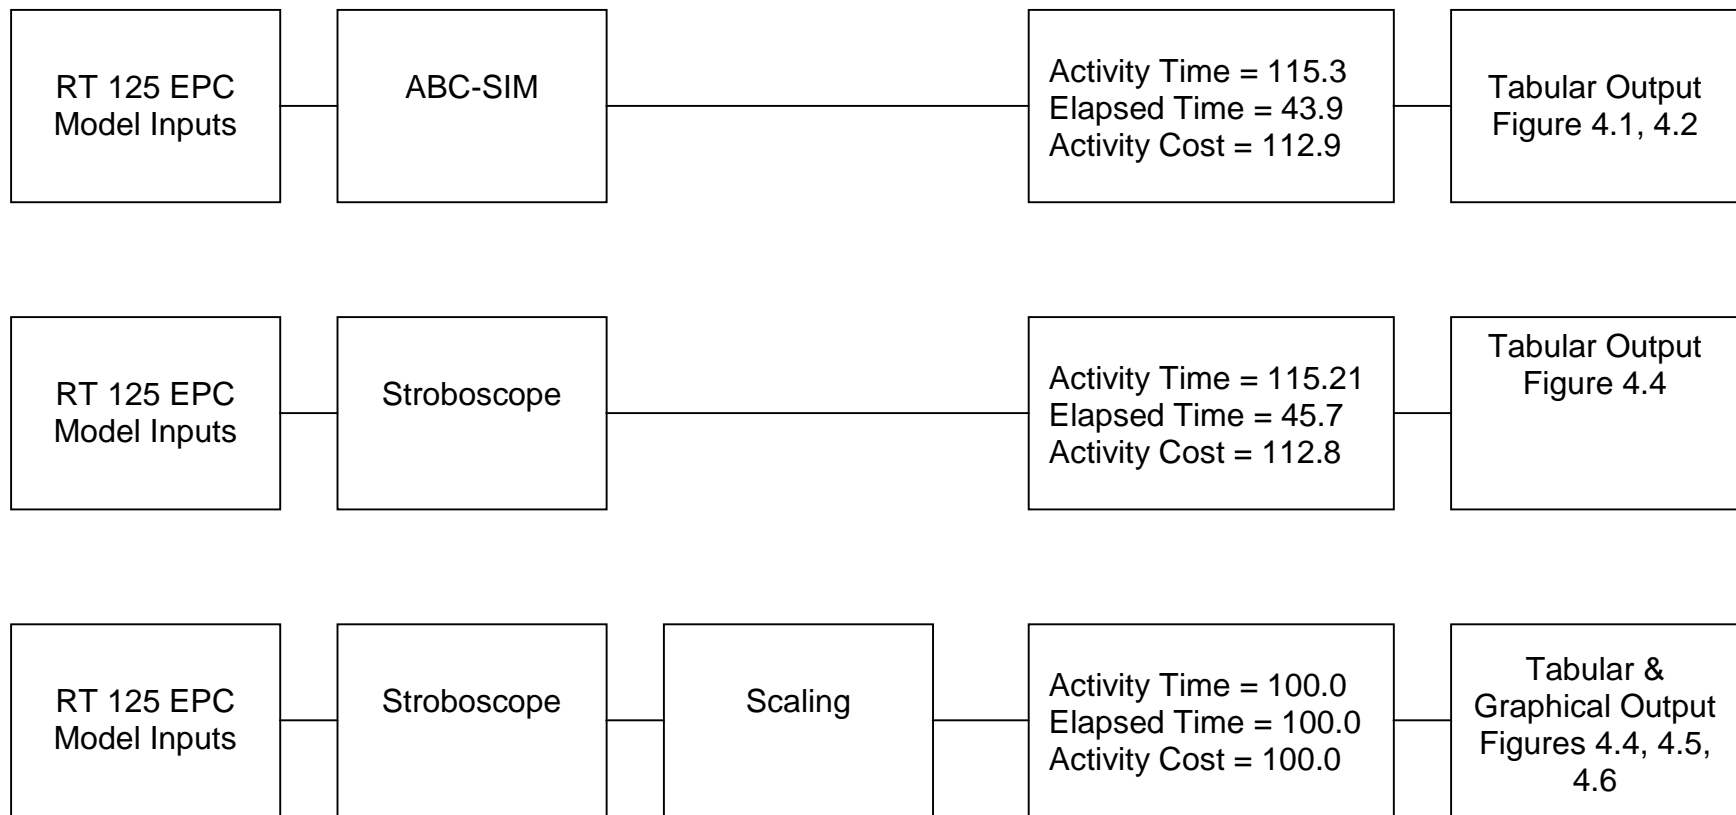 RT 125 EPC
Model Inputs
ABC-SIM
Activity Time = 115.3
Elapsed Time = 43.9
Activity Cost = 112.9
Tabular Output
Figure 4.1, 4.2
RT 125 EPC
Model Inputs
Stroboscope
Activity Time = 115.21
Elapsed Time = 45.7
Activity Cost = 112.8
Tabular Output
Figure 4.4
RT 125 EPC
Model Inputs
Stroboscope
Scaling
Activity Time = 100.0
Elapsed Time = 100.0
Activity Cost = 100.0
Tabular &
Graphical Output
Figures 4.4, 4.5,
4.6